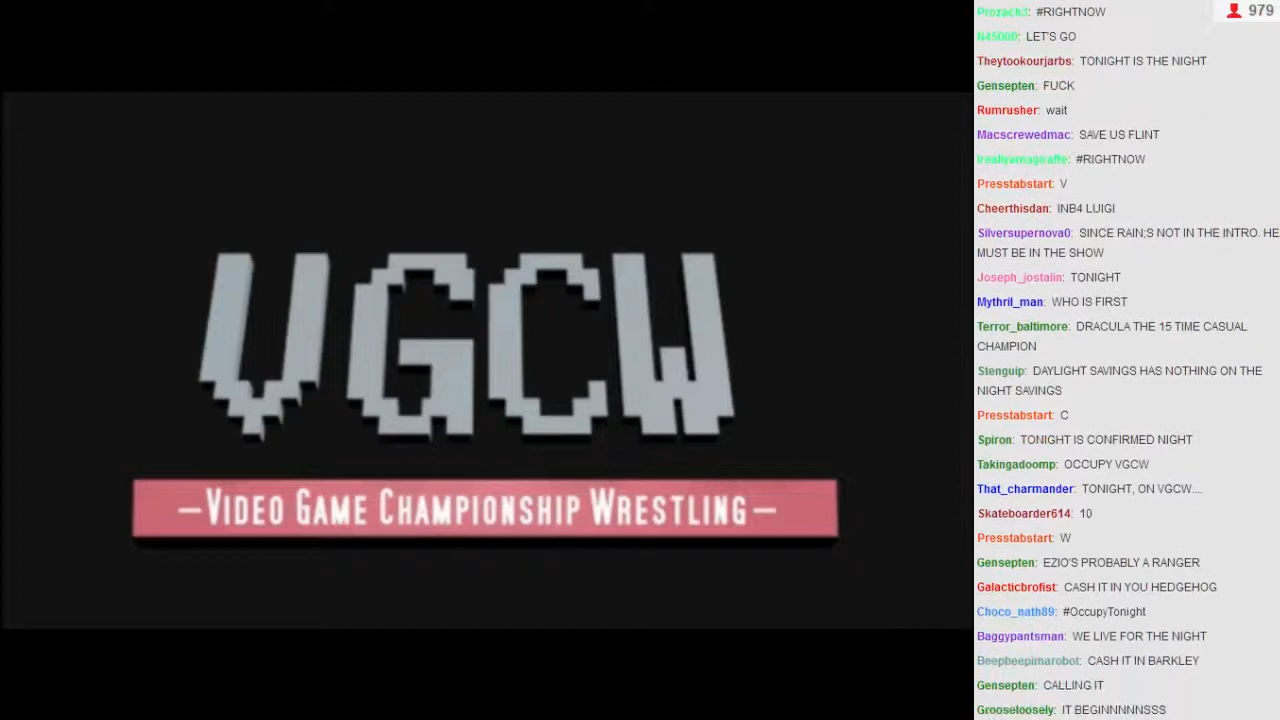 VGCW
—VIDEO GAME CHAMPIONSHIP WRESTLING—
979
Prozach3: #RIGHTNOW
N45000: LET'S GO
Theytookourjarbs: TONIGHT IS THE NIGHT
Gensepten: FUCK
Rumrusher: wait
Macscrewedmac: SAVE US FLINT
Ireallyamagiraffe: #RIGHTNOW
Presstabstart: V
Cheerthisdan: INB4 LUIGI
Silversupernova0: SINCE RAIN;S NOT IN THE INTRO. HE
MUST BE IN THE SHOW
Joseph_jostalin: TONIGHT
Mythril_man: WHO IS FIRST
Terror_baltimore: DRACULA THE 15 TIME CASUAL
CHAMPION
Stenguip: DAYLIGHT SAVINGS HAS NOTHING ON THE
NIGHT SAVINGS
Presstabstart: C
Spiron: TONIGHT IS CONFIRMED NIGHT
Takingadoomp: OCCUPY VGCW
That_charmander: TONIGHT, ON VGCW....
Skateboarder614: 10
Presstabstart: W
Gensepten: EZIO'S PROBABLY A RANGER
Galacticbrofist: CASH IT IN YOU HEDGEHOG
Choco_nath89: #OccupyTonight
Baggypantsman: WE LIVE FOR THE NIGHT
Beepbeepimarobot: CASH IT IN BARKLEY
Gensepten: CALLING IT
Grooseloosely: IT BEGINNNNNSSS